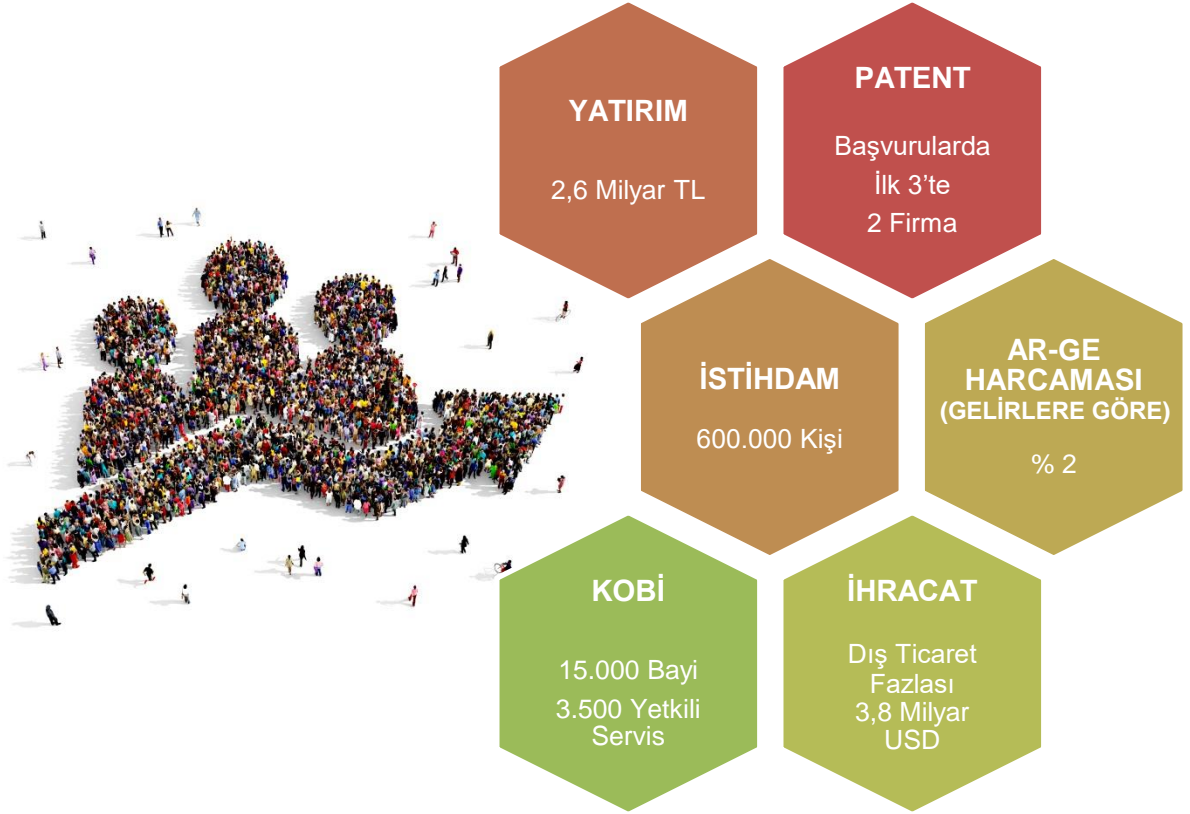 YATIRIM
2,6 Milyar TL
PATENT
Başvurularda
İlk 3’te
2 Firma
İSTİHDAM
600.000 Kişi
AR-GE
HARCAMASI
(GELİRLERE GÖRE)
% 2
KOBİ
15.000 Bayi
3.500 Yetkili
Servis
İHRACAT
Dış Ticaret
Fazlası
3,8 Milyar
USD